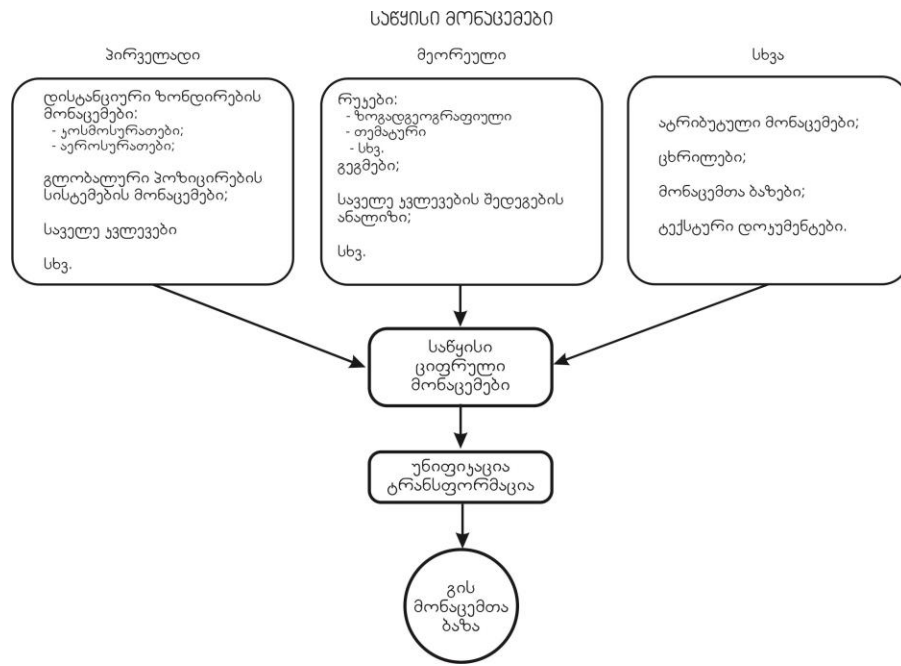 საწყისი მონაცემები
პირველადი
დისტანციური ზონდირების
მონაცემები:
- კოსმოსურათები;
- აეროსურათები;
გლობალური პოზიცირების
სისტემების მონაცემები;
საველე კვლევები
სხვ.
მეორეული
რუკები:
- ზოგადგეოგრაფიული
- თემატური
- სხვ.
გეგმები;
საველე კვლევების შედეგების
ანალიზი;
სხვ.
სხვა
ატრიბუტული მონაცემები;
ცხრილები;
მონაცემთა ბაზები;
ტექსტური დოკუმენტები.
საწყისი
ციფრული
მონაცემები
უნიფიკაცია
ტრანსფორმაცია
გის
მონაცემთა
ბაზა